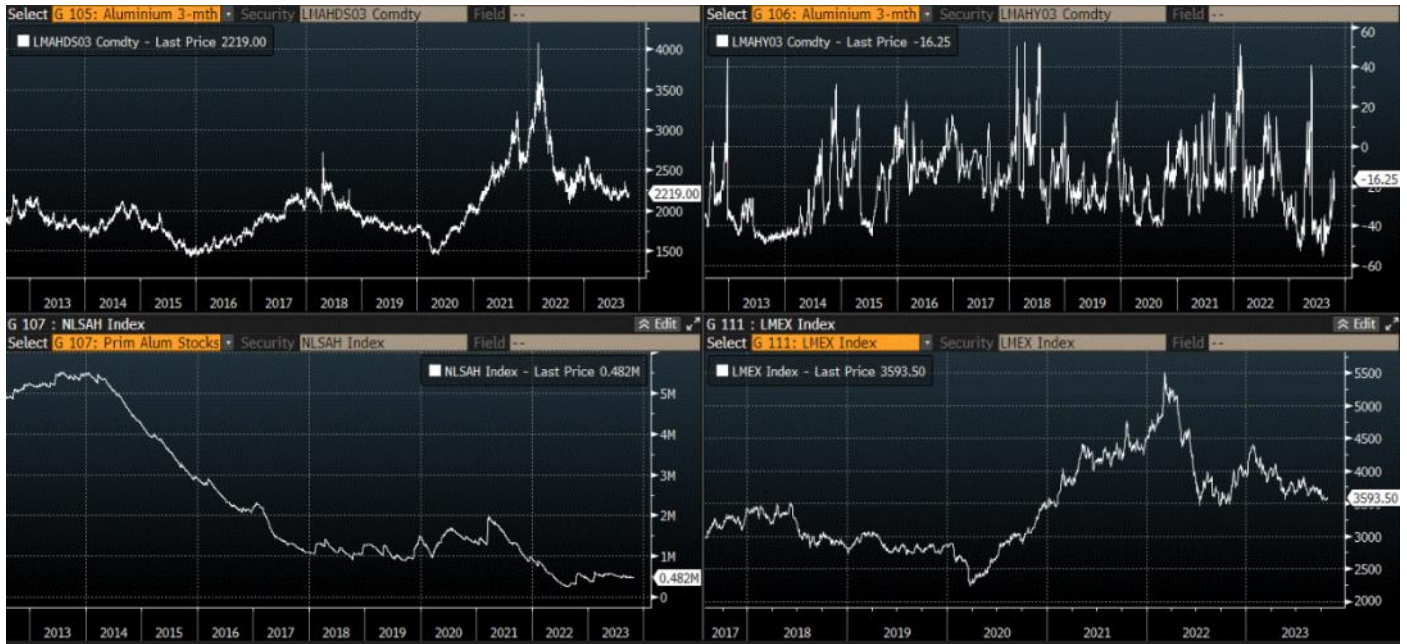 Select G 105: Aluminium 3-mth Security LMAHDS03 Comdty Field --
LMAHDS03 Comdty - Last Price 2219.00
4000
3500
3000
2500
2219.00
2000
1500
2013 2014 2015 2016 2017 2018 2019 2020 2021 2022 2023
Select G 106: Aluminium 3-mth Security LMAHY03 Comdty Field --
LMAHY03 Comdty - Last Price -16.25
60
40
20
0
-16.25
-20
-40
-60
2013 2014 2015 2016 2017 2018 2019 2020 2021 2022 2023
G 107 : NLSAH Index Edit
Select G 107: Prim Alum Stocks Security NLSAH Index Field --
NLSAH Index - Last Price 0.482M
5M
4M
3M
2M
1M
0.482M
0
2013 2014 2015 2016 2017 2018 2019 2020 2021 2022 2023
G 111 : LMEX Index Edit
Select G 111: LMEX Index Security LMEX Index Field --
LMEX Index - Last Price 3593.50
5500
5000
4500
4000
3593.50
3500
3000
2500
2000
2017 2018 2019 2020 2021 2022 2023